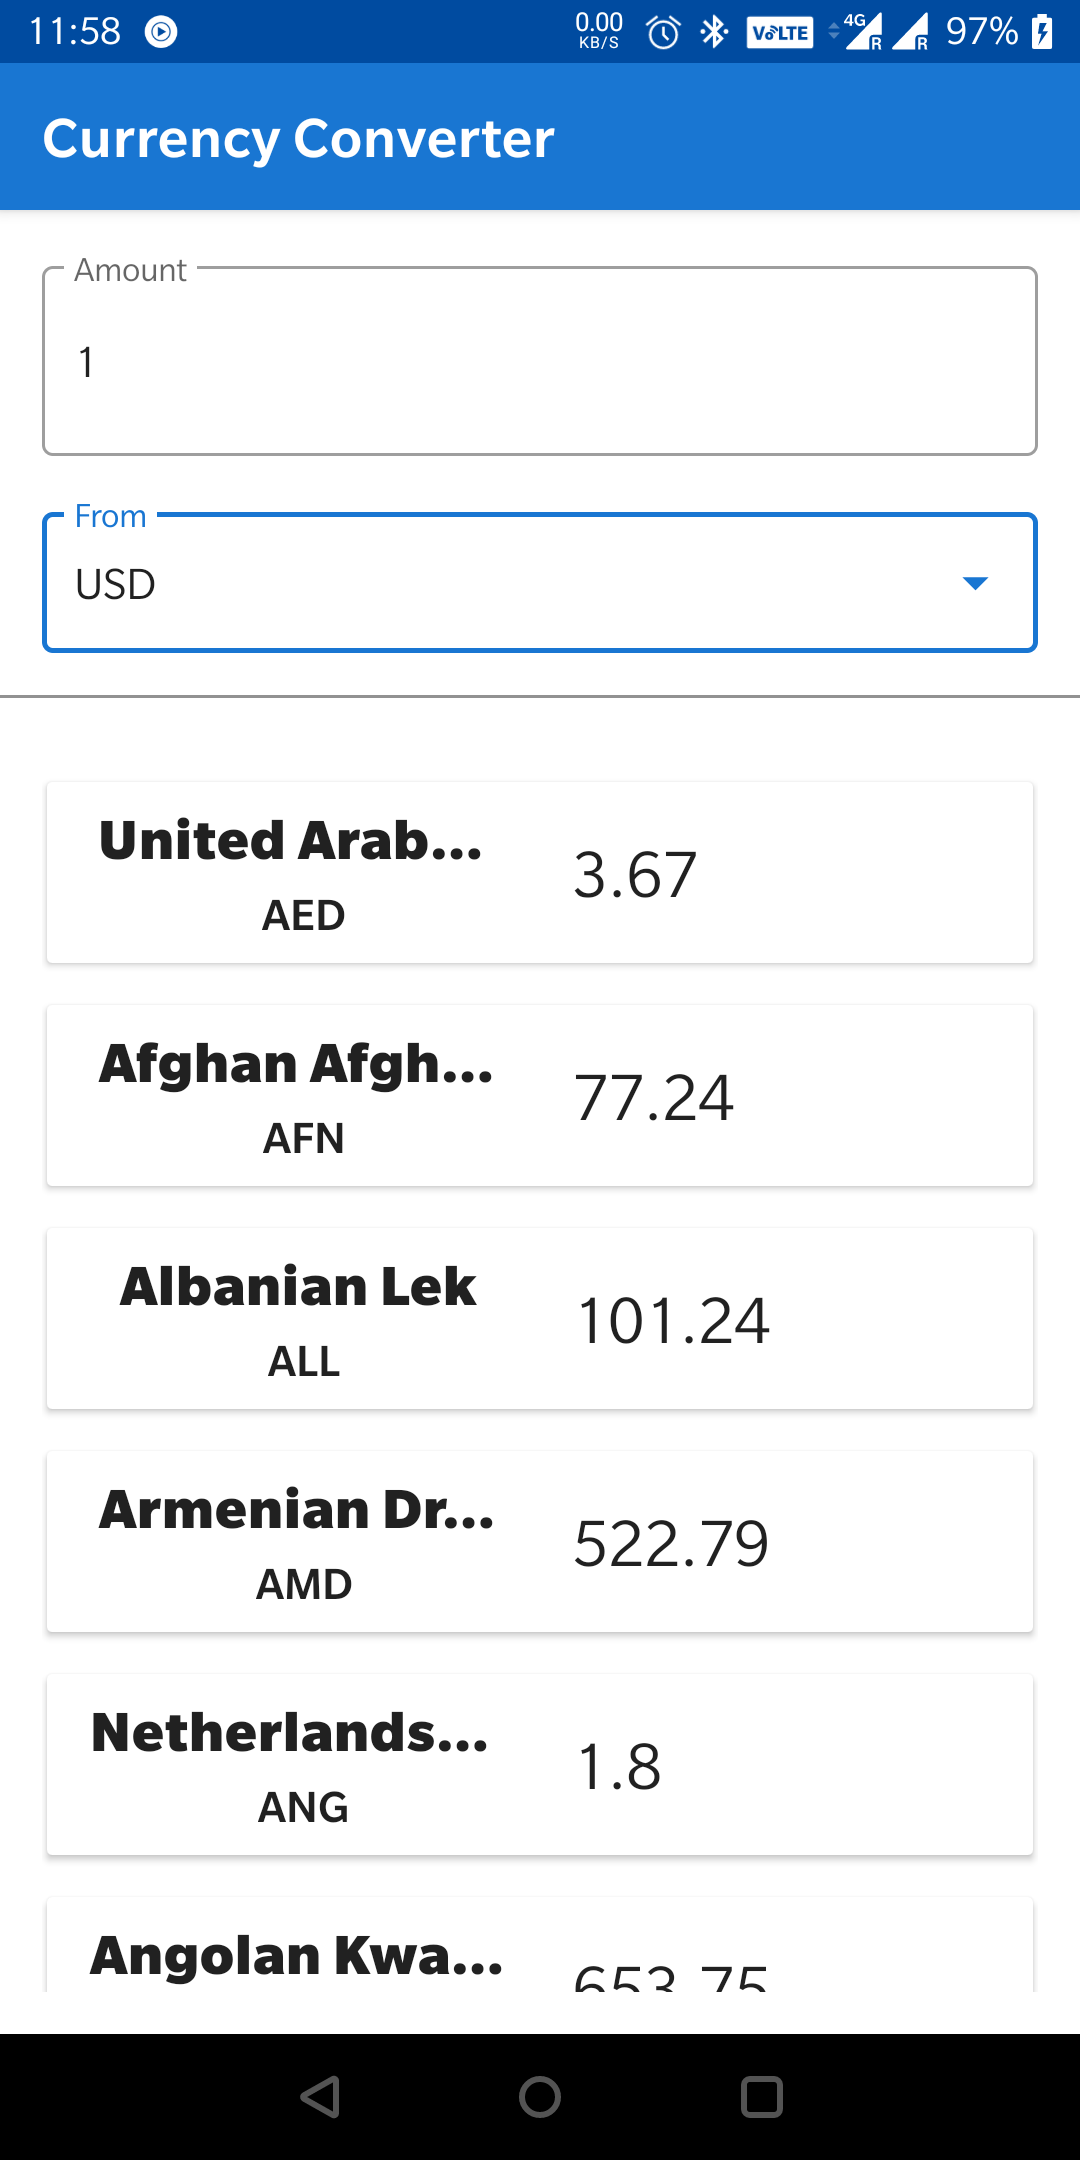 11:58 0.00 KB/S VoLTE 4G R R 97%
Currency Converter
Amount
1
From
USD
United Arab...
AED
3.67
Afghan Afgh...
AFN
77.24
Albanian Lek
ALL
101.24
Armenian Dr...
AMD
522.79
Netherlands...
ANG
1.8
Angolan Kwa...
653.75